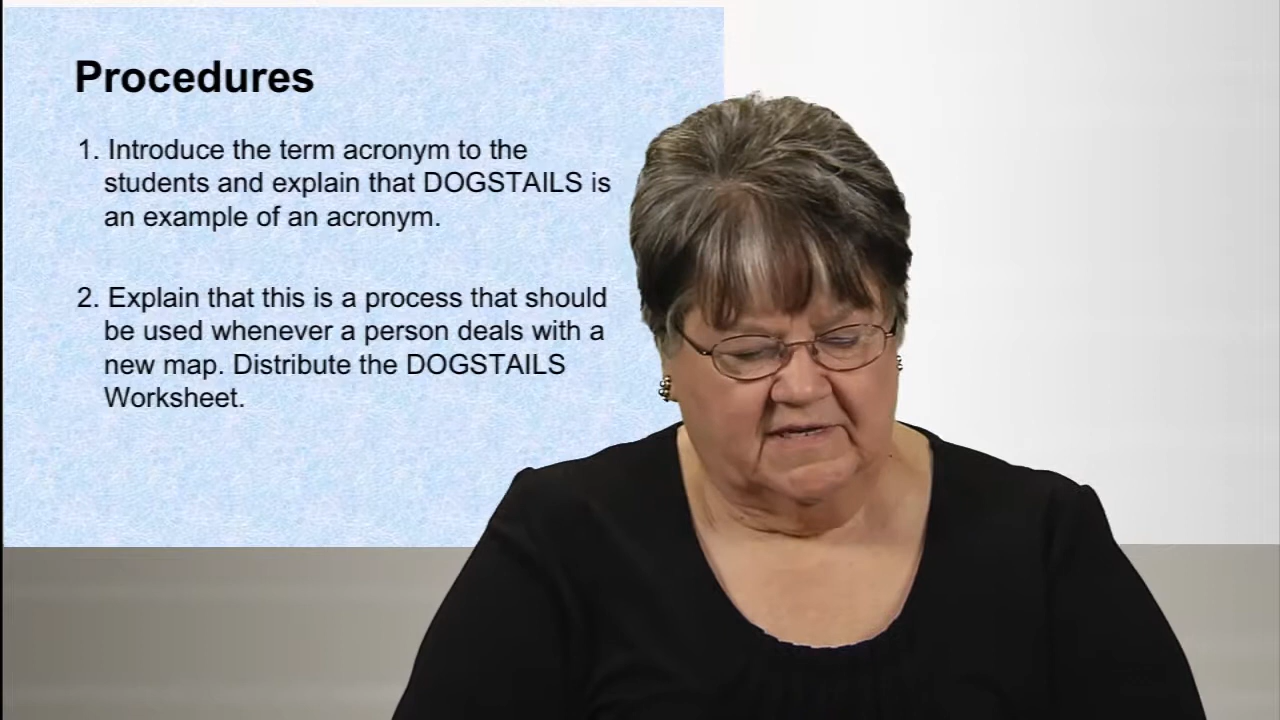 Procedures
1. Introduce the term acronym to the
students and explain that DOGSTAILS is
an example of an acronym.
2. Explain that this is a process that should
be used whenever a person deals with a
new map. Distribute the DOGSTAILS
Worksheet.